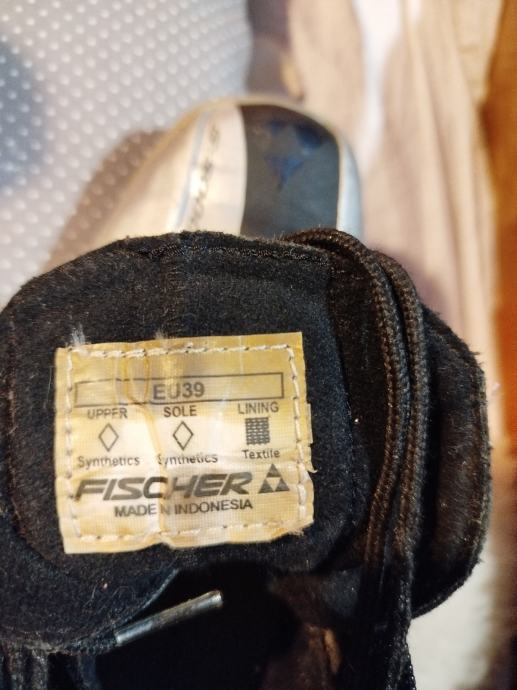 EU39
UPPER SOLE LINING
Synthetics Synthetics Textile
FISCHER
MADE IN INDONESIA